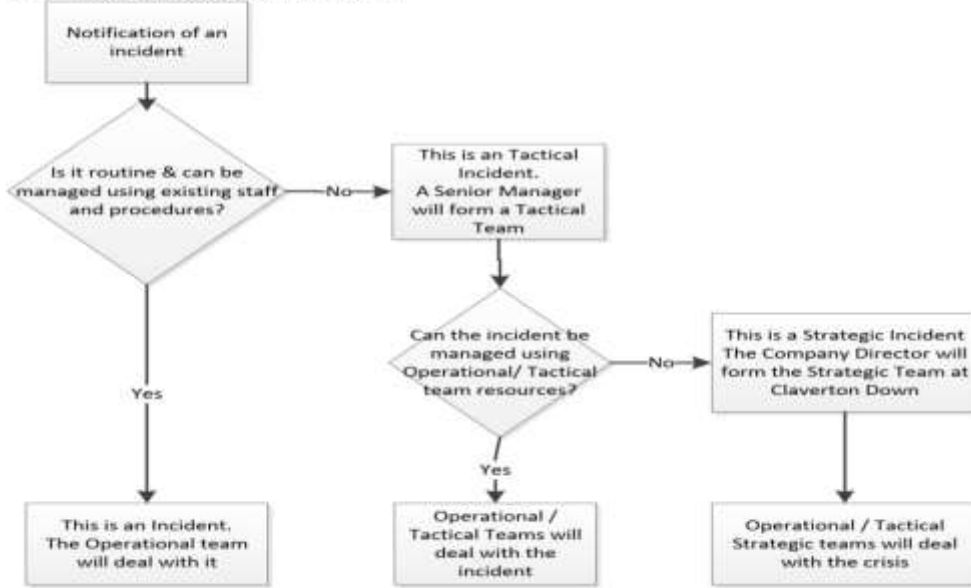 Notification of an
incident
Is it routine & can be
managed using existing staff
and procedures?
No
This is an Tactical
Incident.
A Senior Manager
will form a Tactical
Team
Can the incident be
managed using
Operational/ Tactical
team resources?
No
This is a Strategic Incident
The Company Director will
form the Strategic Team at
Claverton Down
Yes
Yes
This is an Incident.
The Operational team
will deal with it
Operational /
Tactical Teams will
deal with the
incident
Operational / Tactical
Strategic teams will deal
with the crisis